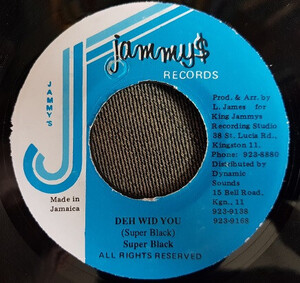 jammy$
RECORDS
JAMMY'S
Prod. & Arr. by
L. James for
King Jammys
Recording Studio
38 St. Lucia Rd.,
Kingston 11.
Phone: 923-6880
Distributed by
Dynamic
Sounds
15 Bell Road,
Kgn., 11
923-9138
923-9168
Made in
Jamaica
DEH WID YOU
(Super Black)
Super Black
ALL RIGHTS RESERVED